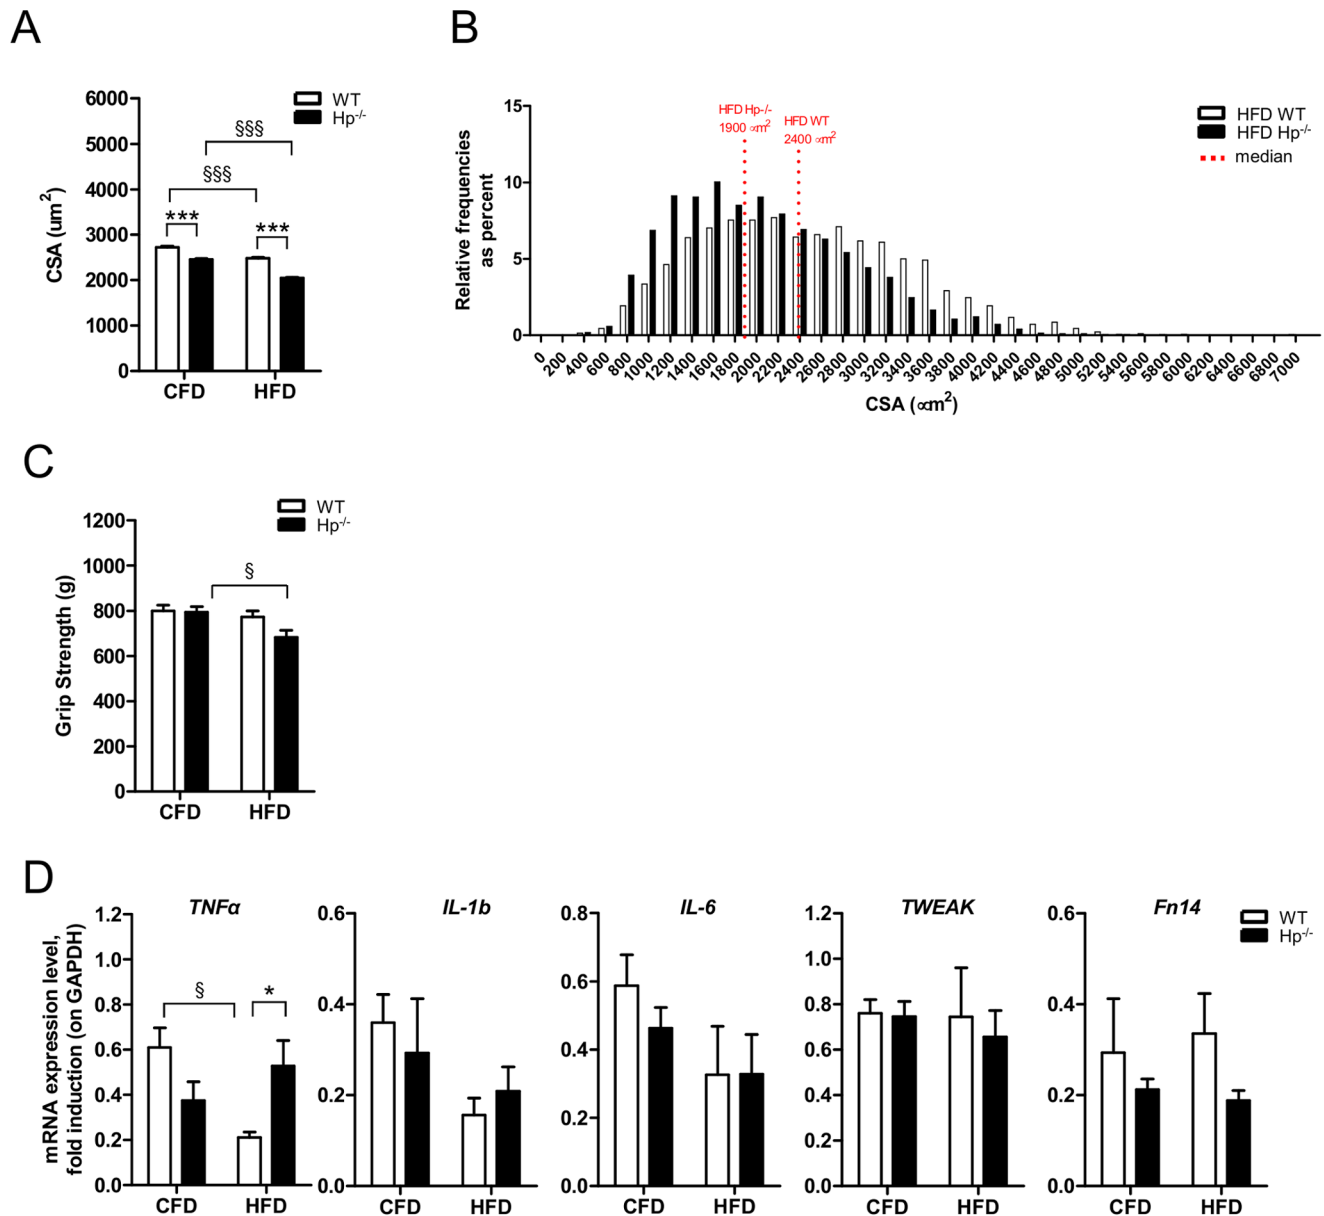 A
CSA (um²)
6000
5000
4000
3000
2000
1000
0
WT
Hp-/-
§§§
§§§
***
***
CFD HFD
B
Relative frequencies
as percent
15
10
5
0
HFD Hp-/-
1900 ∝m²
HFD WT
2400 ∝m²
HFD WT
HFD Hp-/-
median
0 200 400 600 800 1000 1200 1400 1600 1800 2000 2200 2400 2600 2800 3000 3200 3400 3600 3800 4000 4200 4400 4600 4800 5000 5200 5400 5600 5800 6000 6200 6400 6600 6800 7000
CSA (∝m²)
C
Grip Strength (g)
1200
1000
800
600
400
200
0
WT
Hp-/-
§
CFD HFD
D
mRNA expression level,
fold induction (on GAPDH)
TNFα
1.2
1.0
0.8
0.6
0.4
0.2
0.0
§
*
CFD HFD
IL-1b
0.6
0.4
0.2
0.0
CFD HFD
IL-6
0.8
0.6
0.4
0.2
0.0
CFD HFD
TWEAK
1.2
1.0
0.8
0.6
0.4
0.2
0.0
CFD HFD
Fn14
0.6
0.4
0.2
0.0
CFD HFD
WT
Hp-/-